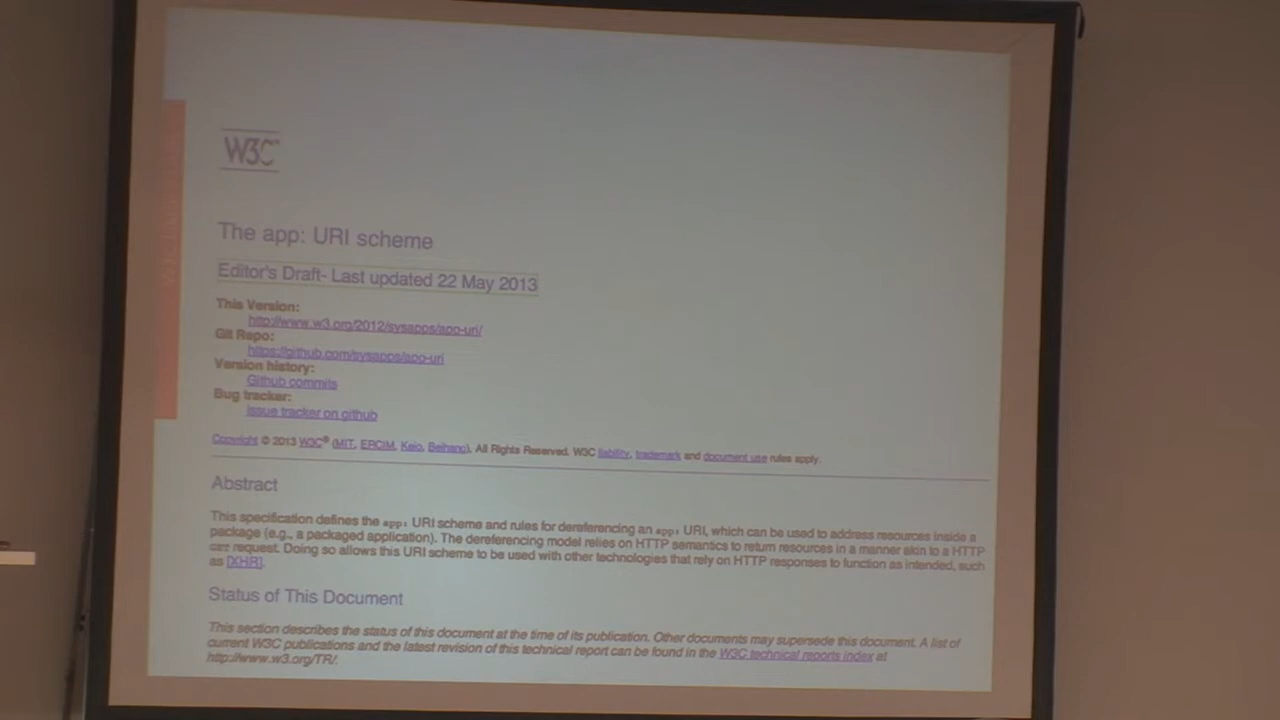 W3C
The app: URI scheme
Editor's Draft- Last updated 22 May 2013
This Version:
http://www.w3.org/2012/sysapps/app-uri/
Git Repo:
https://github.com/sysapps/app-uri
Version history:
Github commits
Bug tracker:
Issue tracker on github
Copyright © 2013 W3C® (MIT, ERCIM, Keio, Beihang), All Rights Reserved. W3C liability, trademark and document use rules apply.
Abstract
This specification defines the app: URI scheme and rules for dereferencing an app: URI, which can be used to address resources inside a
package (e.g., a packaged application). The dereferencing model relies on HTTP semantics to return resources in a manner akin to a HTTP
GET request. Doing so allows this URI scheme to be used with other technologies that rely on HTTP responses to function as intended, such
as [XHR].
Status of This Document
This section describes the status of this document at the time of its publication. Other documents may supersede this document. A list of
current W3C publications and the latest revision of this technical report can be found in the W3C technical reports index at
http://www.w3.org/TR/.